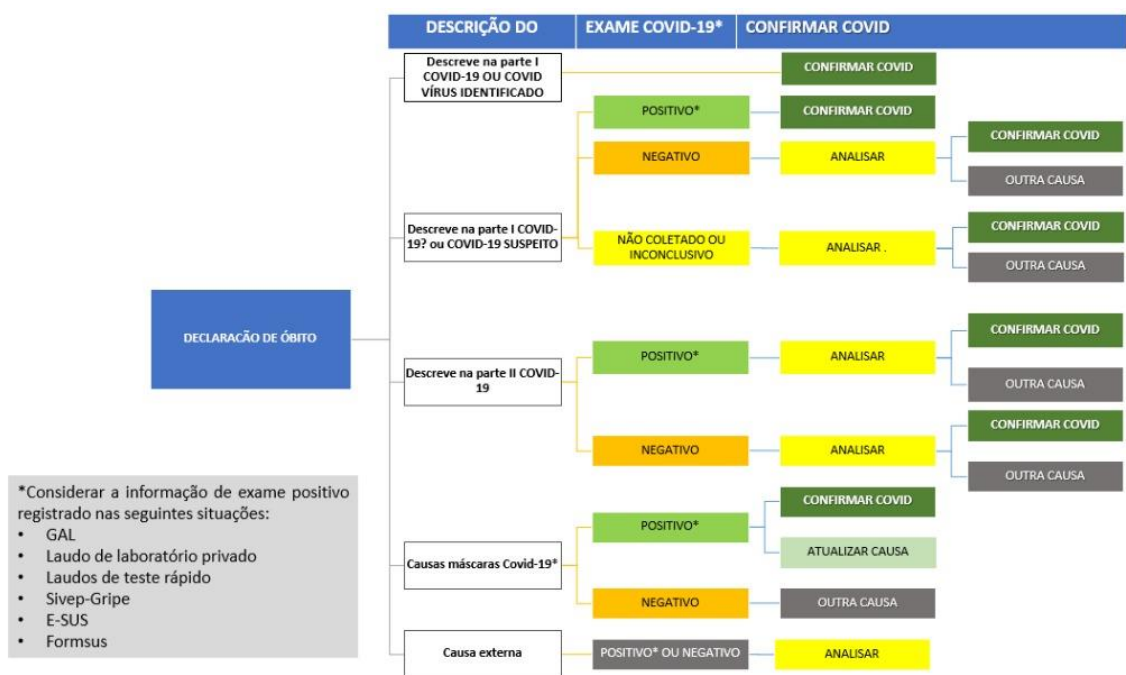 DESCRIÇÃO DO
EXAME COVID-19*
CONFIRMAR COVID
Descreve na parte I
COVID-19 OU COVID
VÍRUS IDENTIFICADO
CONFIRMAR COVID
POSITIVO*
CONFIRMAR COVID
NEGATIVO
ANALISAR
CONFIRMAR COVID
OUTRA CAUSA
Descreve na parte I COVID-
19? ou COVID-19 SUSPEITO
NÃO COLETADO OU
INCONCLUSIVO
ANALISAR .
CONFIRMAR COVID
OUTRA CAUSA
DECLARACÃO DE ÓBITO
Descreve na parte II COVID-
19
POSITIVO*
ANALISAR
CONFIRMAR COVID
OUTRA CAUSA
NEGATIVO
ANALISAR
CONFIRMAR COVID
OUTRA CAUSA
Causas máscaras Covid-19*
POSITIVO*
CONFIRMAR COVID
ATUALIZAR CAUSA
NEGATIVO
OUTRA CAUSA
Causa externa
POSITIVO* OU NEGATIVO
ANALISAR
*Considerar a informação de exame positivo
registrado nas seguintes situações:
• GAL
• Laudo de laboratório privado
• Laudos de teste rápido
• Sivep-Gripe
• E-SUS
• Formsus